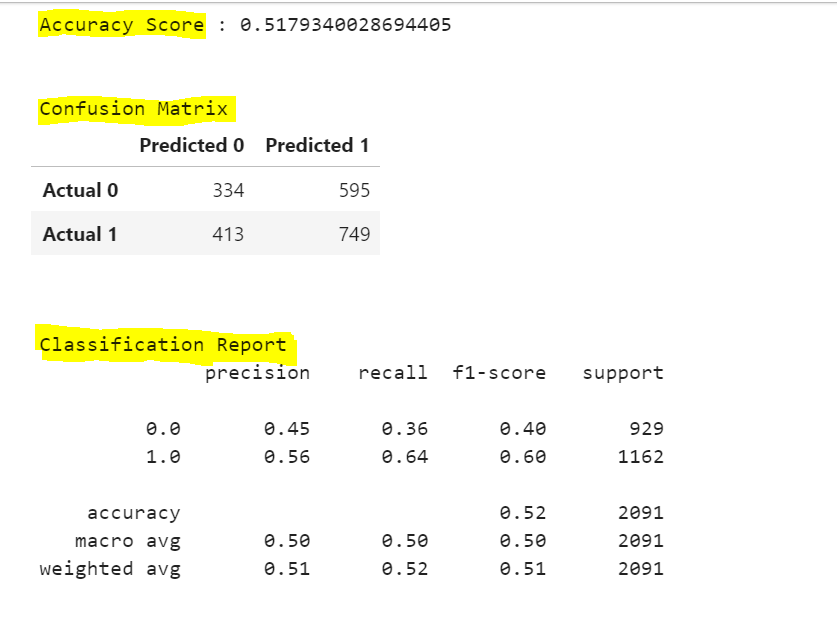 Accuracy Score : 0.5179340028694405
Confusion Matrix
Predicted 0 Predicted 1
Actual 0 334 595
Actual 1 413 749
Classification Report
precision recall f1-score support
0.0 0.45 0.36 0.40 929
1.0 0.56 0.64 0.60 1162
accuracy 0.52 2091
macro avg 0.50 0.50 0.50 2091
weighted avg 0.51 0.52 0.51 2091